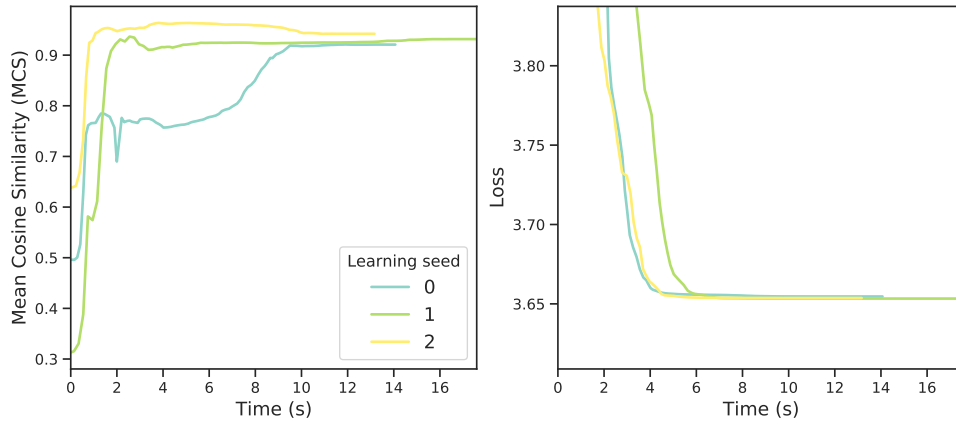 Mean Cosine Similarity (MCS)
0.9
0.8
0.7
0.6
0.5
0.4
0.3
0 2 4 6 8 10 12 14 16
Time (s)
Learning seed
0
1
2
Loss
3.80
3.75
3.70
3.65
0 2 4 6 8 10 12 14 16
Time (s)